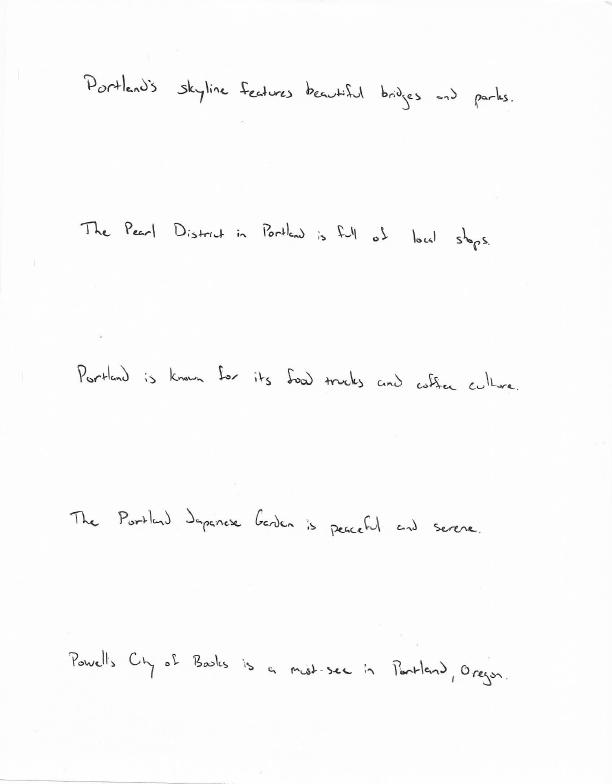 Portland's skyline features beautiful bridges and parks.
The Pearl District in Portland is full of local shops.
Portland is known for its food trucks and coffee culture.
The Portland Japanese Garden is peaceful and serene.
Powell's City of Books is a must-see in Portland, Oregon.